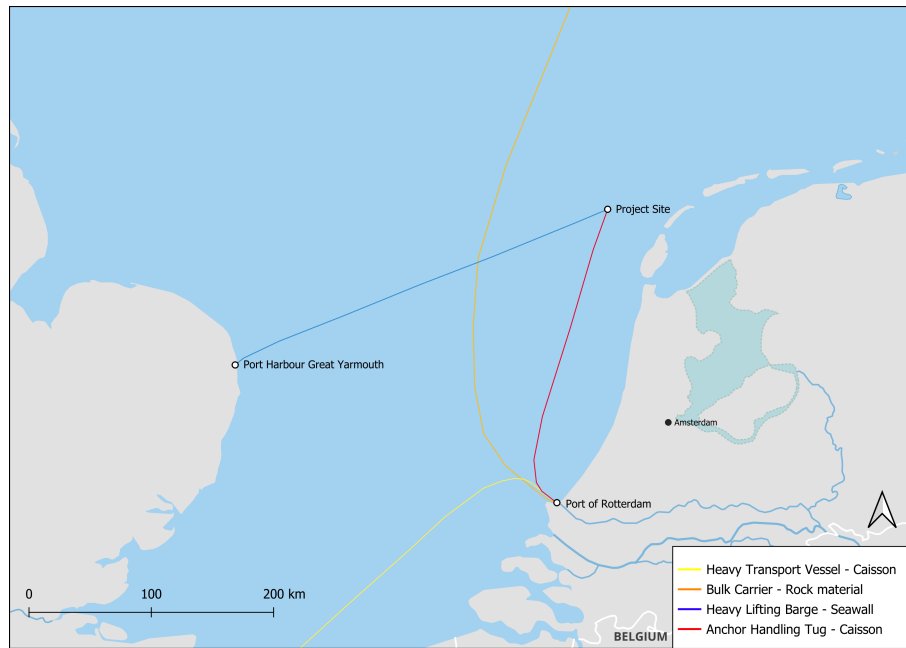 Project Site
Port Harbour Great Yarmouth
Amsterdam
Port of Rotterdam
0 100 200 km
BELGIUM
Heavy Transport Vessel - Caisson
Bulk Carrier - Rock material
Heavy Lifting Barge - Seawall
Anchor Handling Tug - Caisson